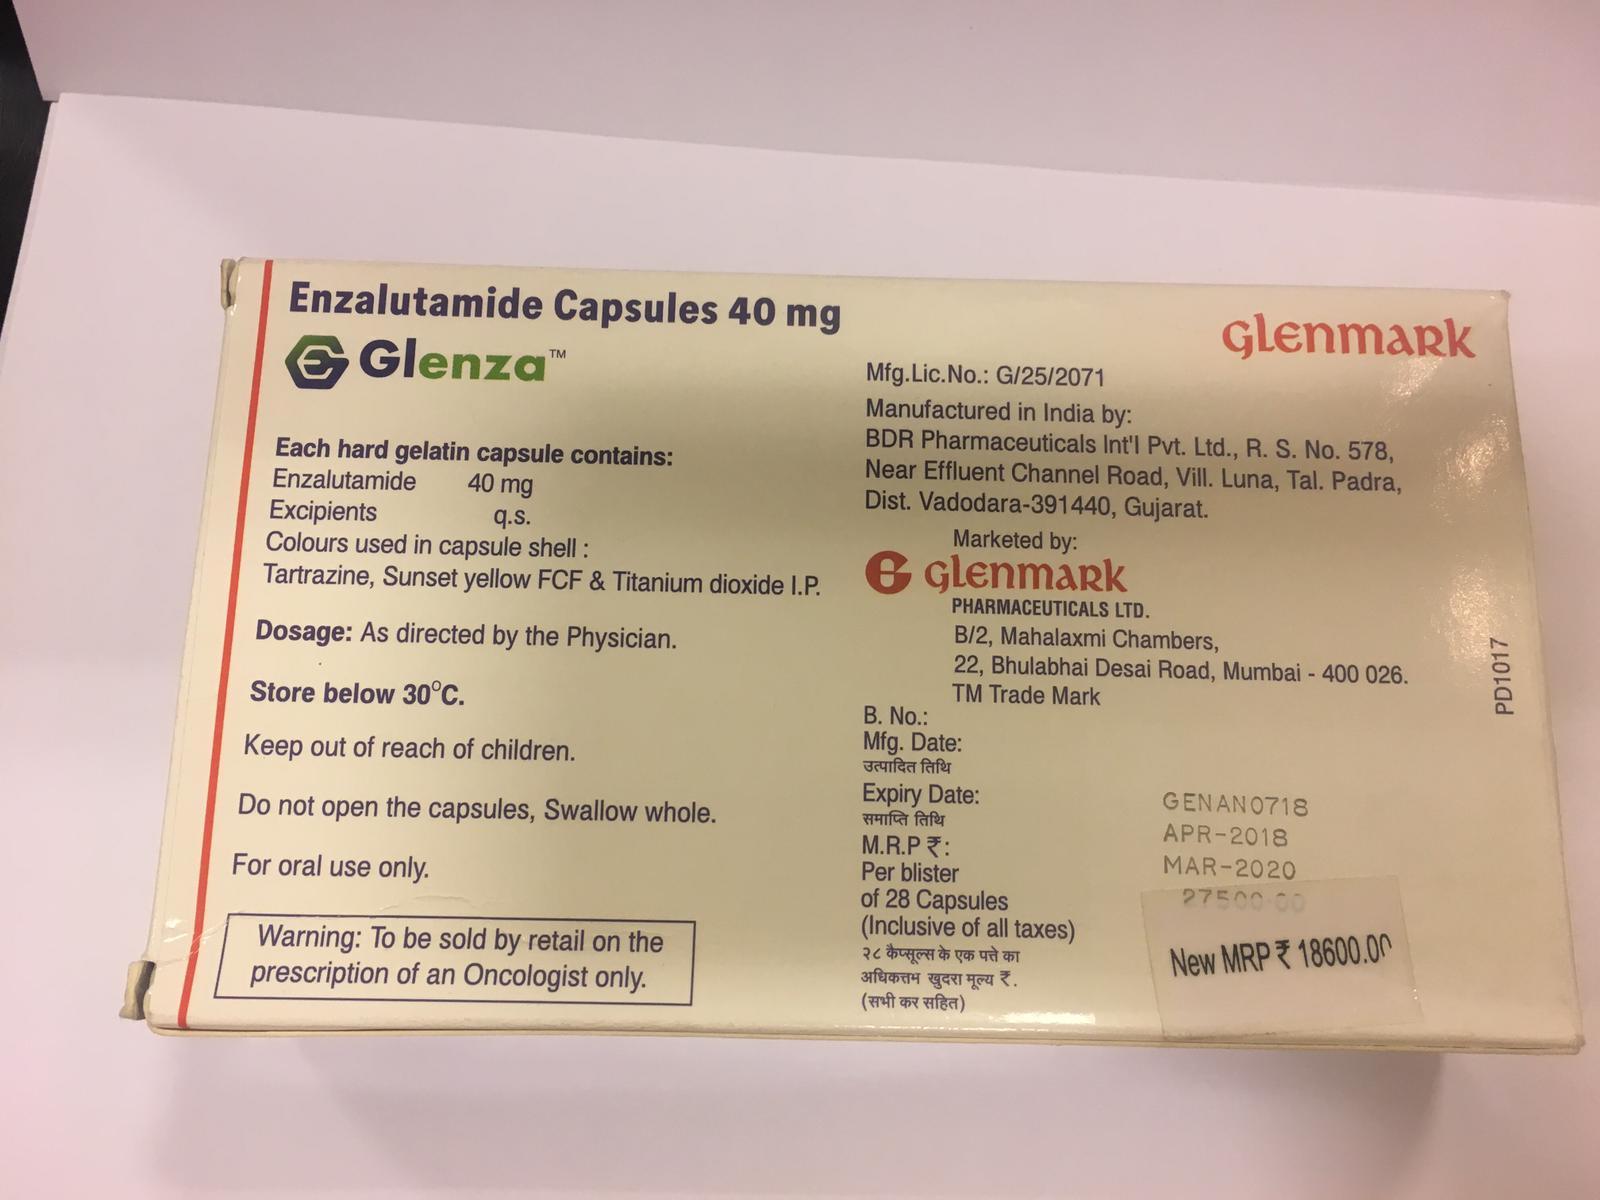 Enzalutamide Capsules 40 mg
Glenza™
Each hard gelatin capsule contains:
Enzalutamide 40 mg
Excipients q.s.
Colours used in capsule shell :
Tartrazine, Sunset yellow FCF & Titanium dioxide I.P.
Dosage: As directed by the Physician.
Store below 30°C.
Keep out of reach of children.
Do not open the capsules, Swallow whole.
For oral use only.
Warning: To be sold by retail on the
prescription of an Oncologist only.
Glenmark
Mfg.Lic.No.: G/25/2071
Manufactured in India by:
BDR Pharmaceuticals Int'l Pvt. Ltd., R. S. No. 578,
Near Effluent Channel Road, Vill. Luna, Tal. Padra,
Dist. Vadodara-391440, Gujarat.
Marketed by:
Glenmark
PHARMACEUTICALS LTD.
B/2, Mahalaxmi Chambers,
22, Bhulabhai Desai Road, Mumbai - 400 026.
TM Trade Mark
B. No.:
Mfg. Date:
उत्पादित तिथि
Expiry Date:
समाप्ति तिथि
M.R.P ₹:
Per blister
of 28 Capsules
(Inclusive of all taxes)
२८ कैप्सूल्स के एक पत्ते का
अधिकत्तम खुदरा मूल्य ₹.
(सभी कर सहित)
GENAN0718
APR-2018
MAR-2020
27500.00
New MRP ₹ 18600.00
PD1017